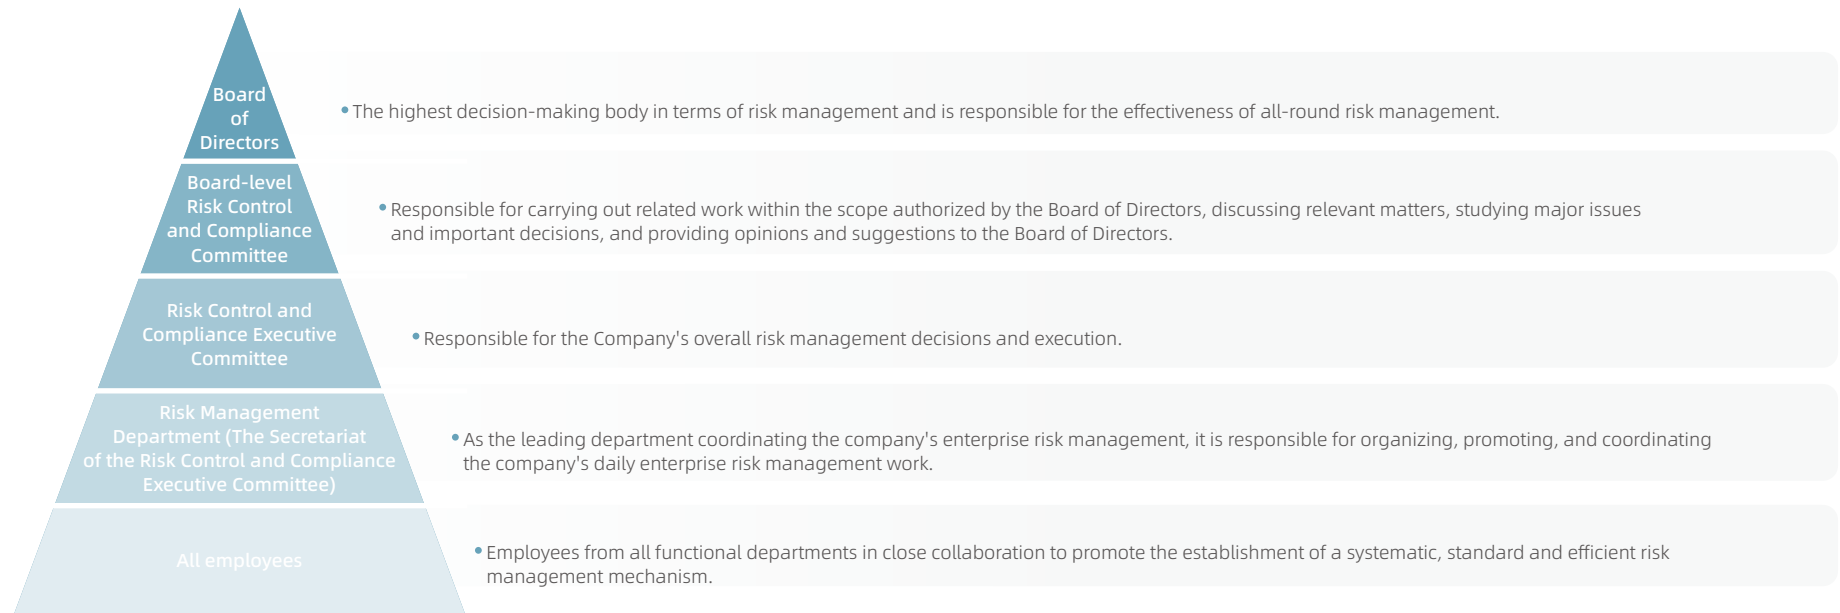 Board
of
Directors
• The highest decision-making body in terms of risk management and is responsible for the effectiveness of all-round risk management.
Board-level
Risk Control
and Compliance
Committee
• Responsible for carrying out related work within the scope authorized by the Board of Directors, discussing relevant matters, studying major issues
and important decisions, and providing opinions and suggestions to the Board of Directors.
Risk Control and
Compliance Executive
Committee
• Responsible for the Company's overall risk management decisions and execution.
Risk Management
Department (The Secretariat
of the Risk Control and Compliance
Executive Committee)
• As the leading department coordinating the company's enterprise risk management, it is responsible for organizing, promoting, and coordinating
the company's daily enterprise risk management work.
All employees
• Employees from all functional departments in close collaboration to promote the establishment of a systematic, standard and efficient risk
management mechanism.